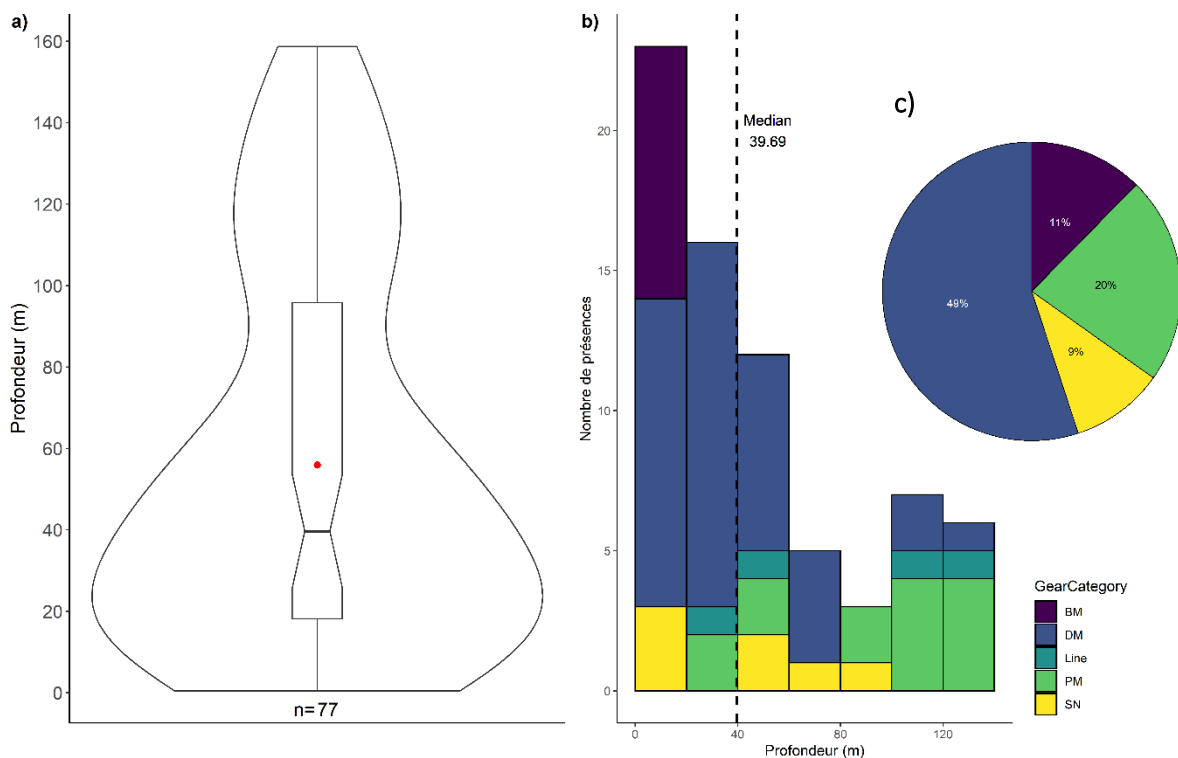 a)
160
140
120
100
80
60
40
20
0
Profondeur (m)
n=77
b)
20
15
10
5
0
Nombre de présences
Median
39.69
0 40 80 120
Profondeur (m)
c)
11%
20%
49%
9%
GearCategory
BM
DM
Line
PM
SN